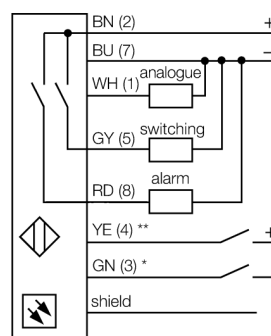 BN (2) +
BU (7) –
analogue
WH (1)
switching
GY (5)
alarm
RD (8)
YE (4) ** +
GN (3) *
shield